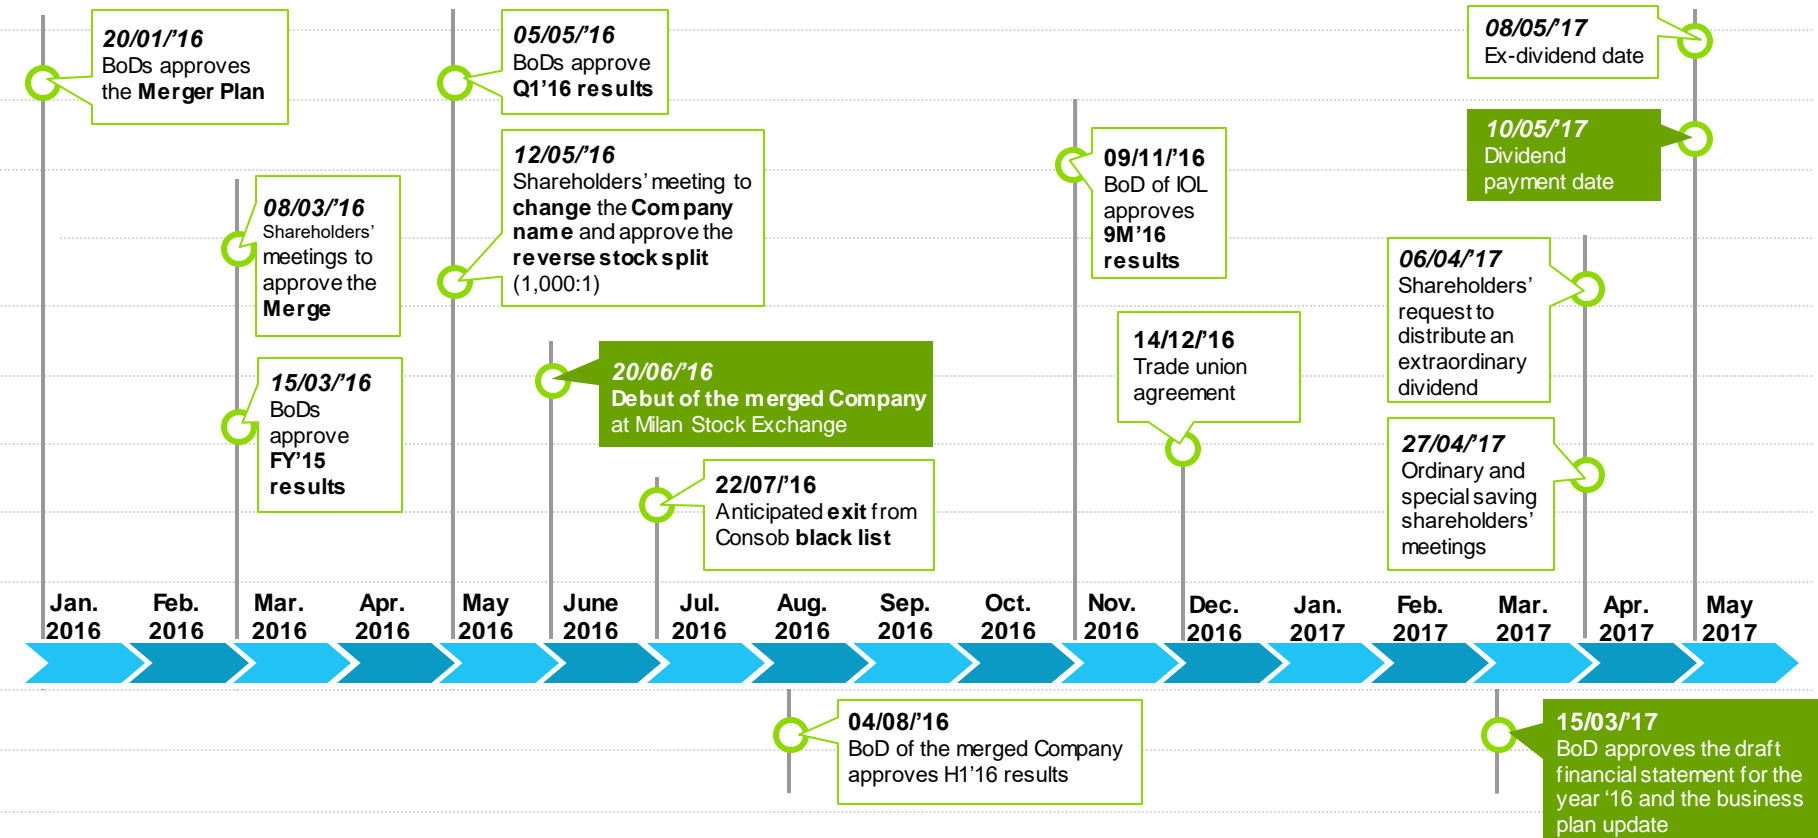 20/01/'16
BoDs approves
the Merger Plan
08/03/'16
Shareholders'
meetings to
approve the
Merge
15/03/'16
BoDs
approve
FY'15
results
05/05/'16
BoDs approve
Q1'16 results
12/05/'16
Shareholders' meeting to
change the Company
name and approve the
reverse stock split
(1,000:1)
20/06/'16
Debut of the merged Company
at Milan Stock Exchange
22/07/'16
Anticipated exit from
Consob black list
09/11/'16
BoD of IOL
approves
9M'16
results
14/12/'16
Trade union
agreement
08/05/'17
Ex-dividend date
10/05/'17
Dividend
payment date
06/04/'17
Shareholders'
request to
distribute an
extraordinary
dividend
27/04/'17
Ordinary and
special saving
shareholders'
meetings
Jan. Feb. Mar. Apr. May June Jul. Aug. Sep. Oct. Nov. Dec. Jan. Feb. Mar. Apr. May
2016 2016 2016 2016 2016 2016 2016 2016 2016 2016 2016 2016 2017 2017 2017 2017 2017
04/08/'16
BoD of the merged Company
approves H1'16 results
15/03/'17
BoD approves the draft
financial statement for the
year '16 and the business
plan update